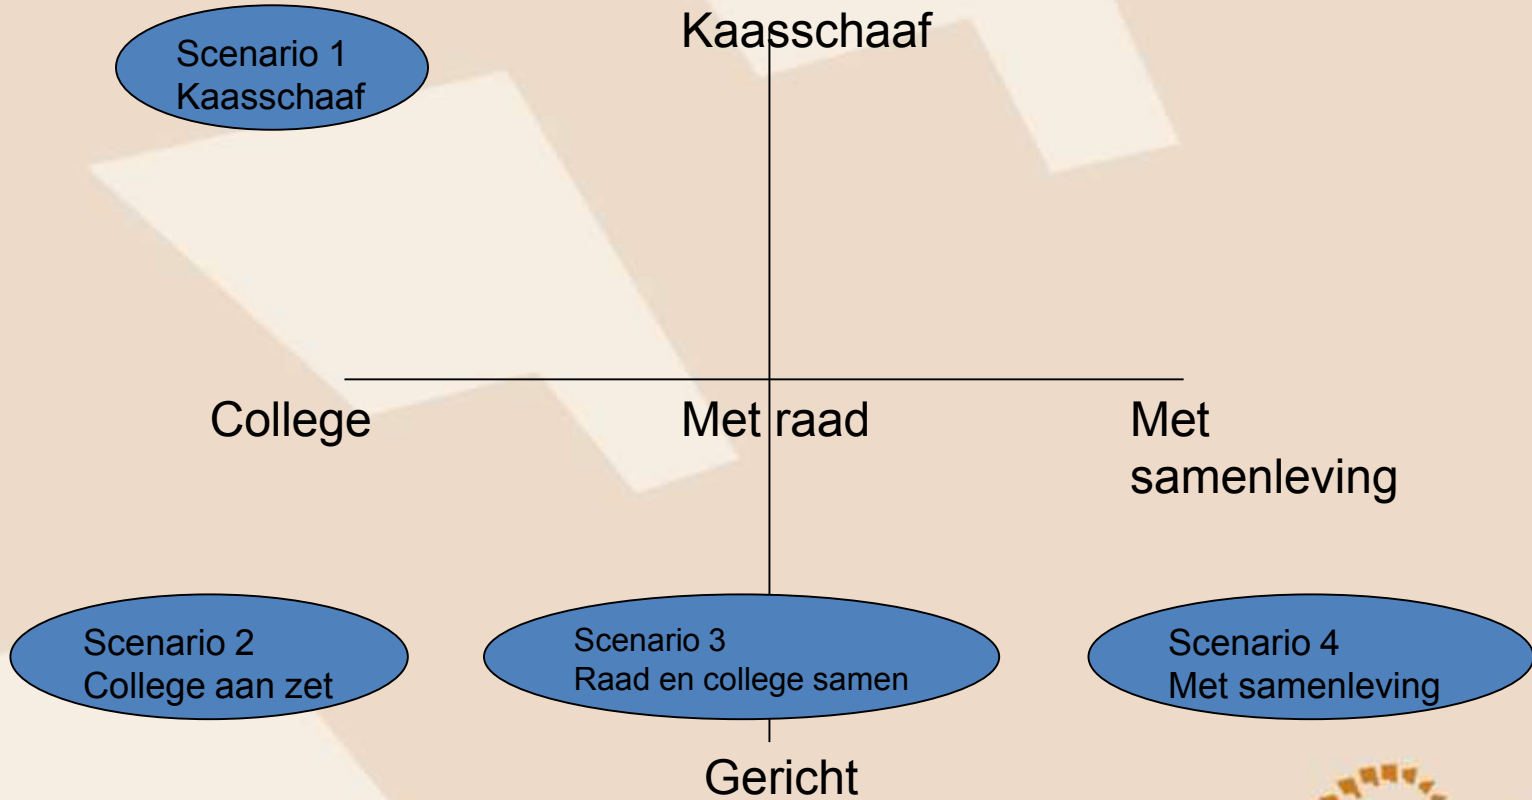 Kaasschaaf
Scenario 1
Kaasschaaf
College
Met raad
Met
samenleving
Scenario 2
College aan zet
Scenario 3
Raad en college samen
Scenario 4
Met samenleving
Gericht